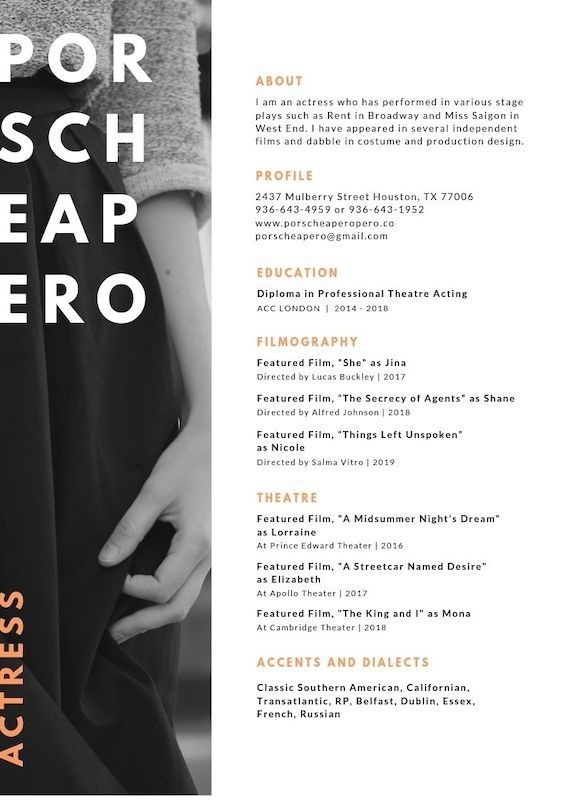 POR
SCH
EAP
ERO
ACTRESS
ABOUT
I am an actress who has performed in various stage
plays such as Rent in Broadway and Miss Saigon in
West End. I have appeared in several independent
films and dabble in costume and production design.
PROFILE
2437 Mulberry Street Houston, TX 77006
936-643-4959 or 936-643-1952
www.porscheaperopero.co
porscheapero@gmail.com
EDUCATION
Diploma in Professional Theatre Acting
ACC LONDON | 2014 - 2018
FILMOGRAPHY
Featured Film, "She" as Jina
Directed by Lucas Buckley | 2017
Featured Film, "The Secrecy of Agents" as Shane
Directed by Alfred Johnson | 2018
Featured Film, "Things Left Unspoken"
as Nicole
Directed by Salma Vitro | 2019
THEATRE
Featured Film, "A Midsummer Night's Dream"
as Lorraine
At Prince Edward Theater | 2016
Featured Film, "A Streetcar Named Desire"
as Elizabeth
At Apollo Theater | 2017
Featured Film, "The King and I" as Mona
At Cambridge Theater | 2018
ACCENTS AND DIALECTS
Classic Southern American, Californian,
Transatlantic, RP, Belfast, Dublin, Essex,
French, Russian